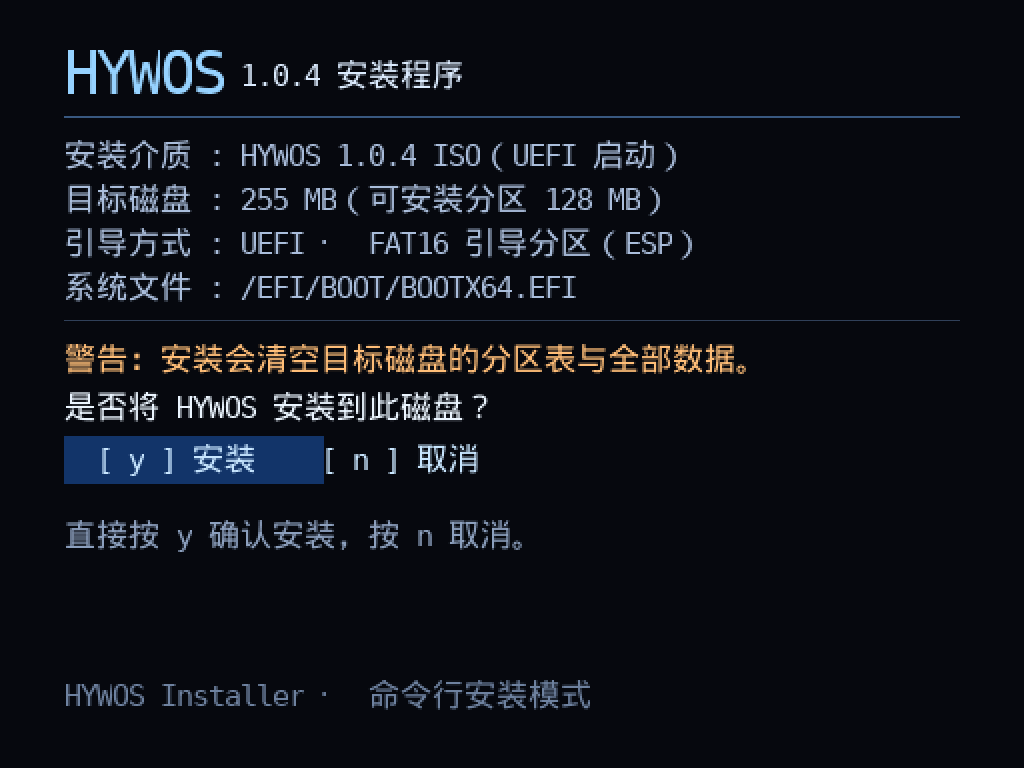 HYWOS 1.0.4 安装程序
安装介质 : HYWOS 1.0.4 ISO（UEFI 启动）
目标磁盘 : 255 MB（可安装分区 128 MB）
引导方式 : UEFI · FAT16 引导分区（ESP）
系统文件 : /EFI/BOOT/BOOTX64.EFI
警告: 安装会清空目标磁盘的分区表与全部数据。
是否将 HYWOS 安装到此磁盘？
[ y ] 安装 [ n ] 取消
直接按 y 确认安装，按 n 取消。
HYWOS Installer · 命令行安装模式